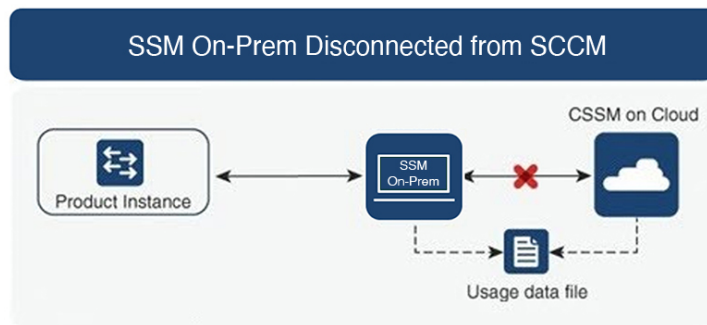 SSM On-Prem Disconnected from SCCM
CSSM on Cloud
SSM
On-Prem
Product Instance
Usage data file